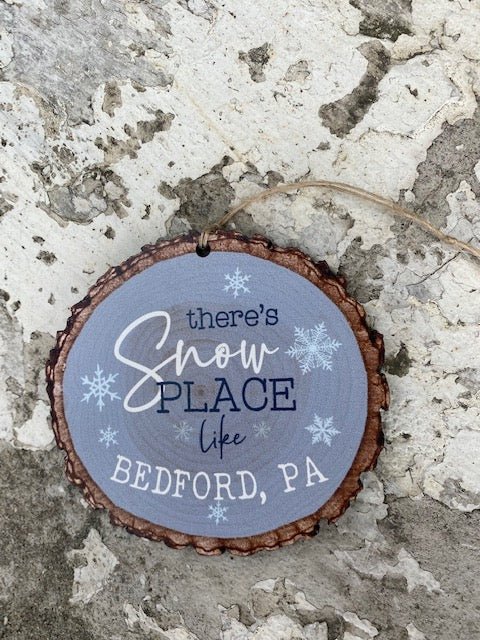 there's
Snow
PLACE
like
BEDFORD, PA